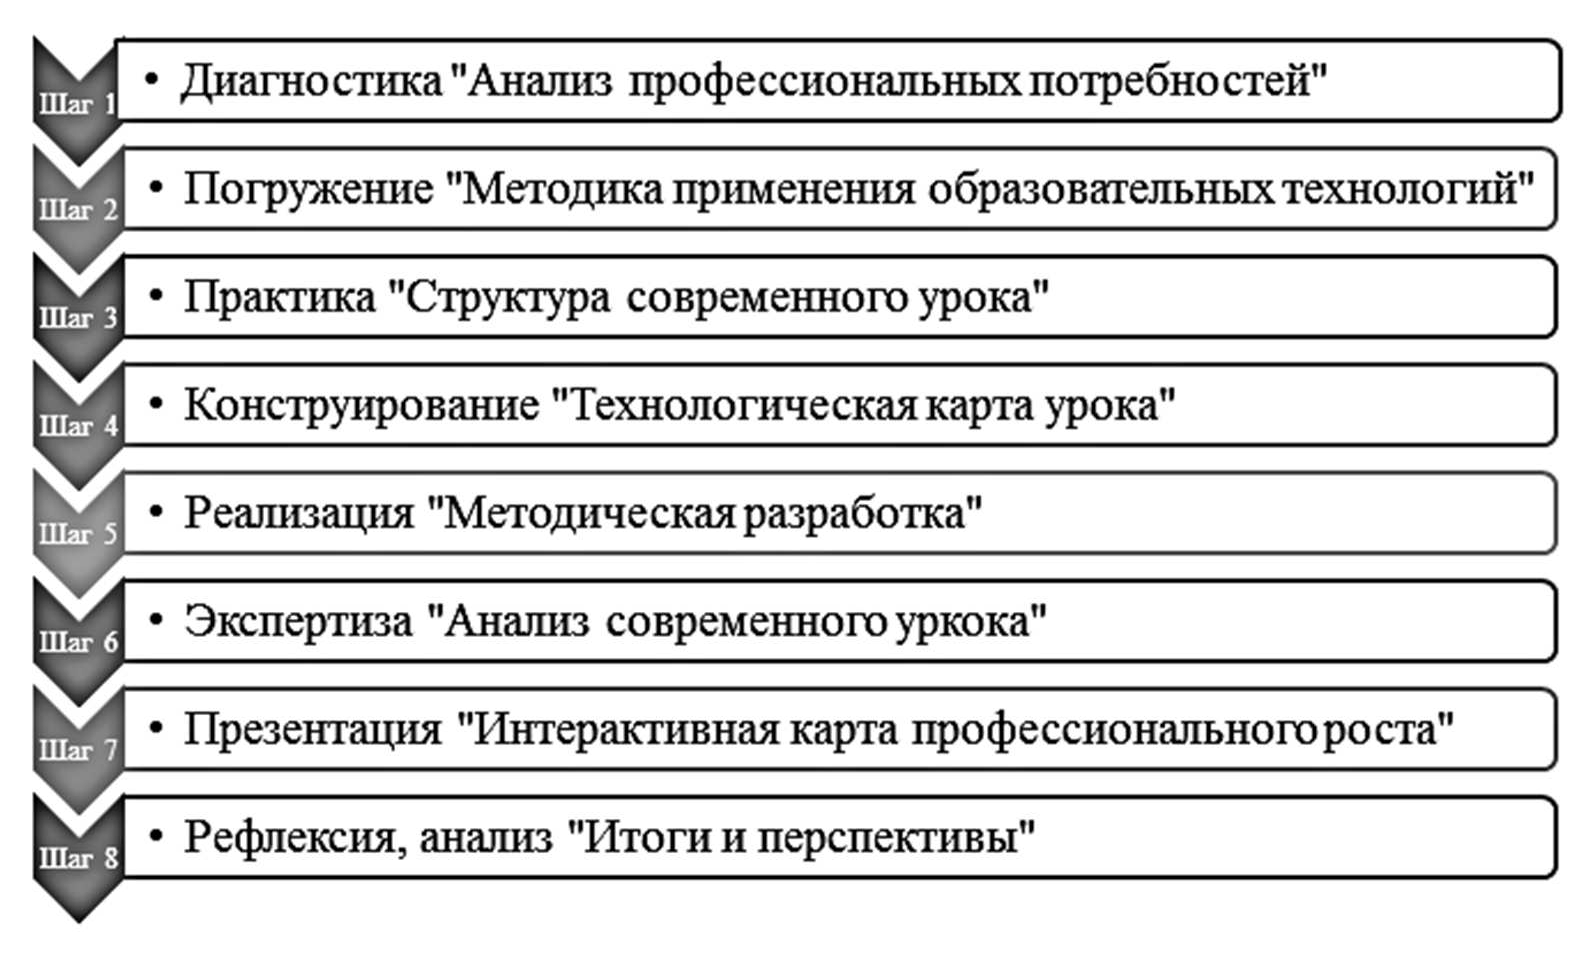 Шаг 1 • Диагностика "Анализ профессиональных потребностей"
Шаг 2 • Погружение "Методика применения образовательных технологий"
Шаг 3 • Практика "Структура современного урока"
Шаг 4 • Конструирование "Технологическая карта урока"
Шаг 5 • Реализация "Методическая разработка"
Шаг 6 • Экспертиза "Анализ современного уркока"
Шаг 7 • Презентация "Интерактивная карта профессионального роста"
Шаг 8 • Рефлексия, анализ "Итоги и перспективы"